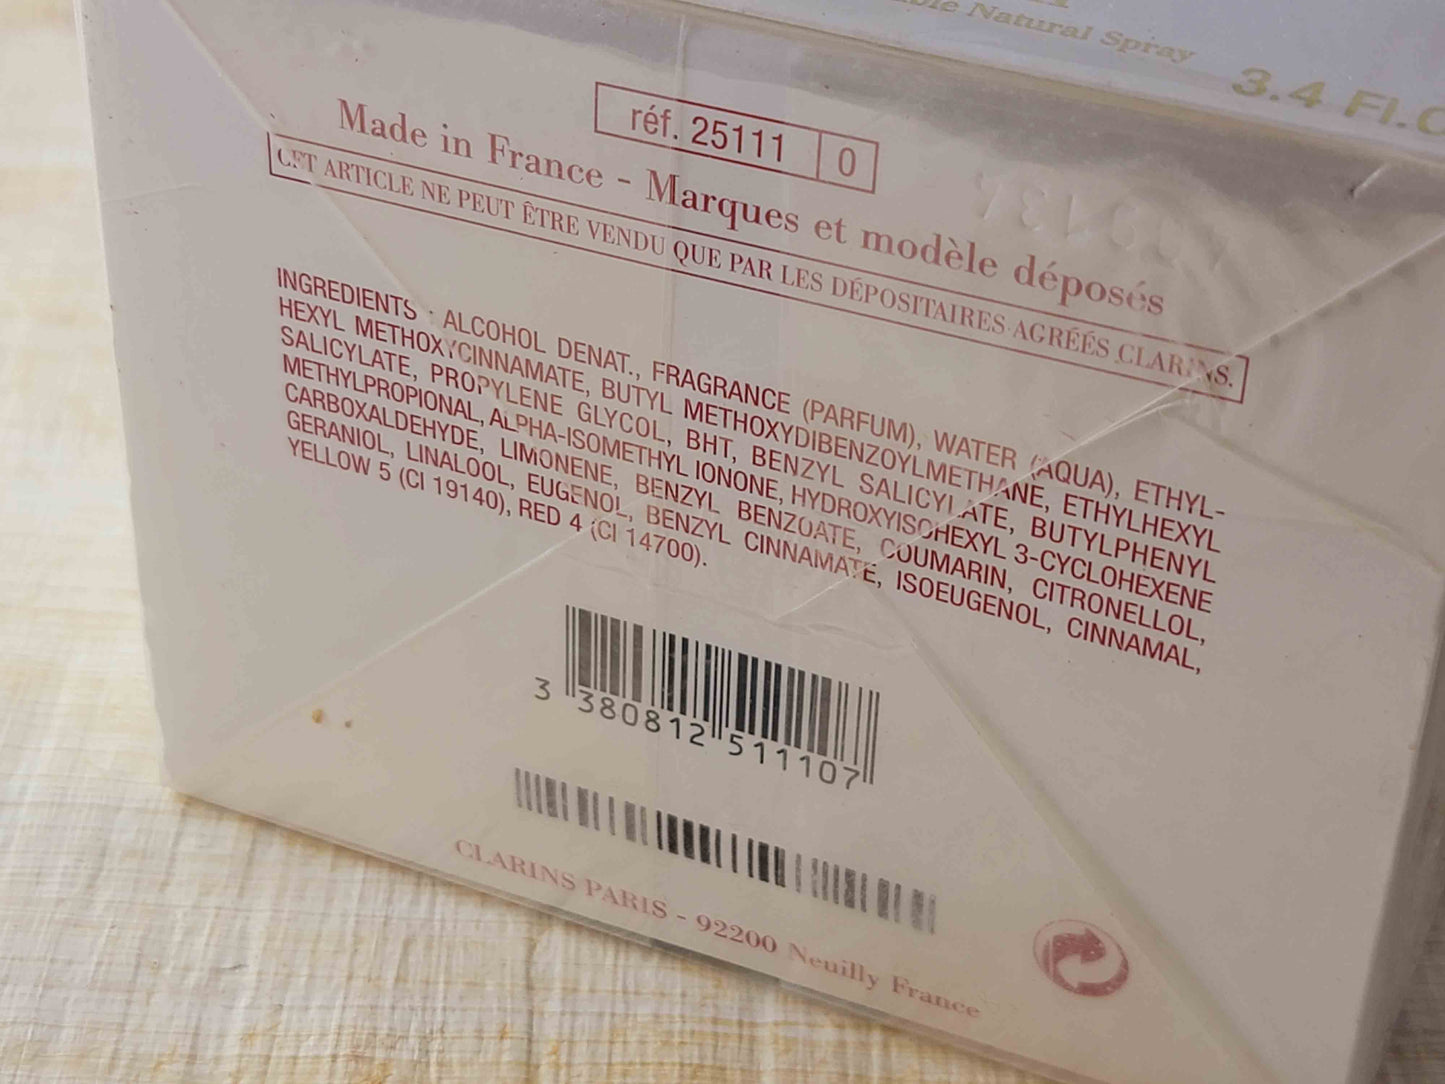 Natural Spray
3.4 Fl.
réf. 25111 0
Made in France - Marques et modèle déposés
CET ARTICLE NE PEUT ÊTRE VENDU QUE PAR LES DÉPOSITAIRES AGRÉÉS CLARINS.
INGREDIENTS : ALCOHOL DENAT., FRAGRANCE (PARFUM), WATER (AQUA), ETHYL-
HEXYL METHOXYCINNAMATE, BUTYL METHOXYDIBENZOYLMETHANE, ETHYLHEXYL
SALICYLATE, PROPYLENE GLYCOL, BHT, BENZYL SALICYLATE, BUTYLPHENYL
METHYLPROPIONAL, ALPHA-ISOMETHYL IONONE, HYDROXYISOHEXYL 3-CYCLOHEXENE
CARBOXALDEHYDE, LIMONENE, BENZYL BENZOATE, COUMARIN, CITRONELLOL,
GERANIOL, LINALOOL, EUGENOL, BENZYL CINNAMATE, ISOEUGENOL, CINNAMAL,
YELLOW 5 (CI 19140), RED 4 (CI 14700).
3 380812 511107
CLARINS PARIS - 92200 Neuilly France